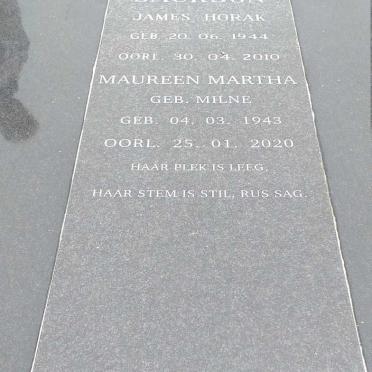 JAMES HORAK
GEB. 20. 06. 1944
OORL. 30. 04. 2010
MAUREEN MARTHA
GEB. MILNE
GEB. 04. 03. 1943
OORL. 25. 01. 2020
HAAR PLEK IS LEEG,
HAAR STEM IS STIL, RUS SAG.